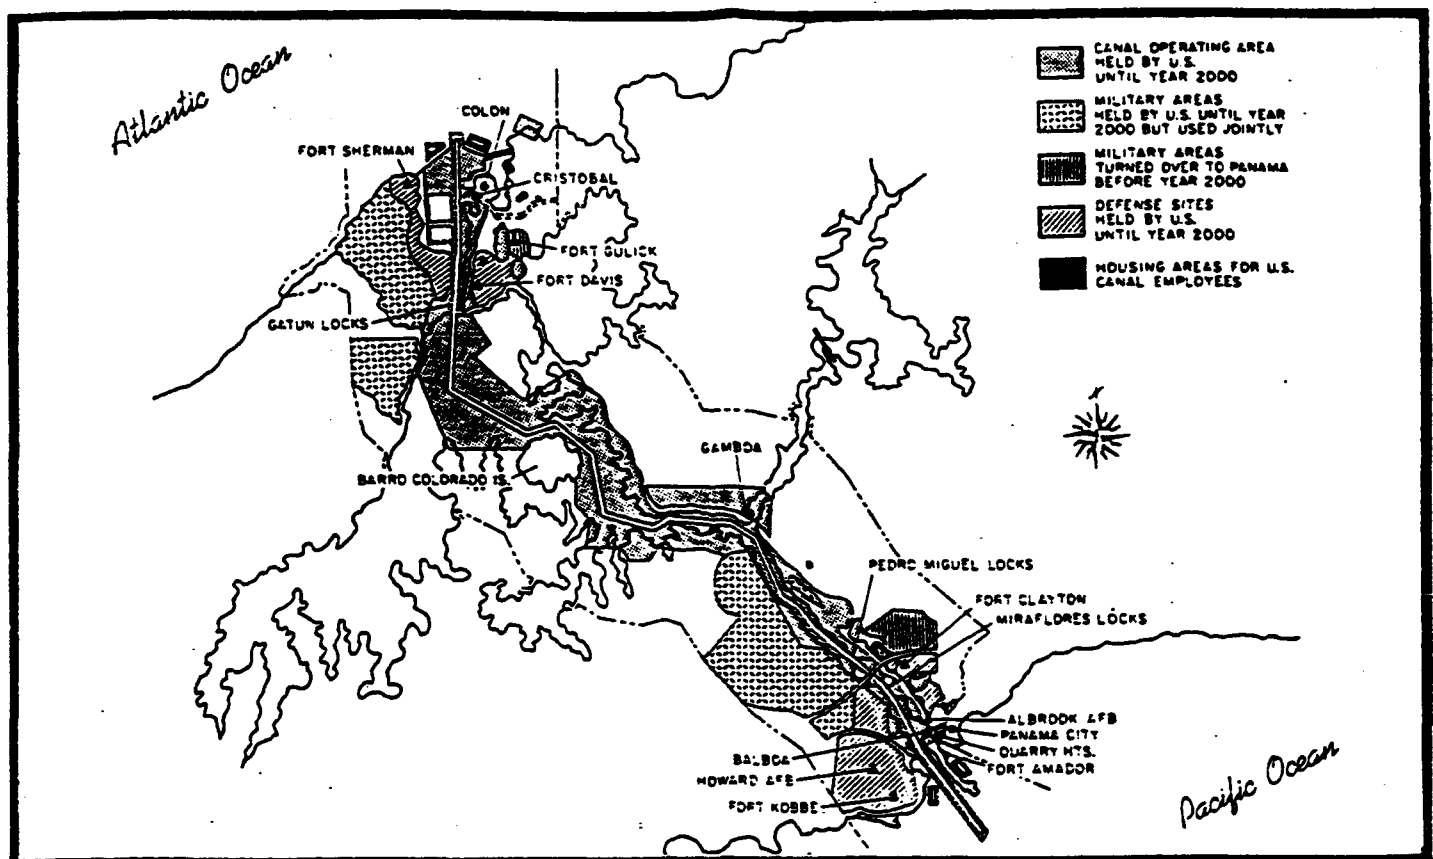 Atlantic Ocean
CANAL OPERATING AREA
HELD BY U.S.
UNTIL YEAR 2000
MILITARY AREAS
HELD BY U.S. UNTIL YEAR
2000 BUT USED JOINTLY
MILITARY AREAS
TURNED OVER TO PANAMA
BEFORE YEAR 2000
DEFENSE SITES
HELD BY U.S.
UNTIL YEAR 2000
HOUSING AREAS FOR U.S.
CANAL EMPLOYEES
COLON
FORT SHERMAN
CRISTOBAL
FORT GULICK
FORT DAVIS
GATUN LOCKS
N
GAMBOA
BARRO COLORADO IS.
PEDRO MIGUEL LOCKS
FORT CLAYTON
MIRAFLORES LOCKS
ALBROOK AFB
PANAMA CITY
QUARRY HTS.
FORT AMADOR
BALBOA
HOWARD AFB
FORT KOBBE
Pacific Ocean